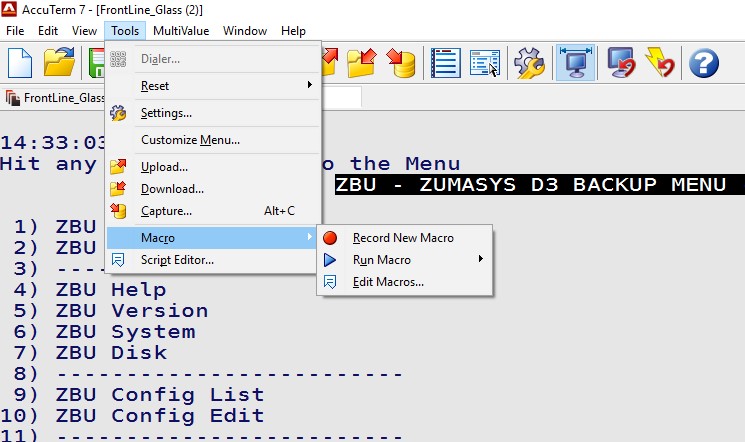 AccuTerm 7 - [FrontLine_Glass (2)]
File Edit View Tools MultiValue Window Help
FrontLine_Glass
Dialer...
Reset
Settings...
Customize Menu...
Upload...
Download...
Capture... Alt+C
Macro
Script Editor...
Record New Macro
Run Macro
Edit Macros...
14:33:03
Hit any o the Menu
ZBU - ZUMASYS D3 BACKUP MENU
1) ZBU
2) ZBU
3) ----
4) ZBU Help
5) ZBU Version
6) ZBU System
7) ZBU Disk
8) --------------------------
9) ZBU Config List
10) ZBU Config Edit
11) --------------------------